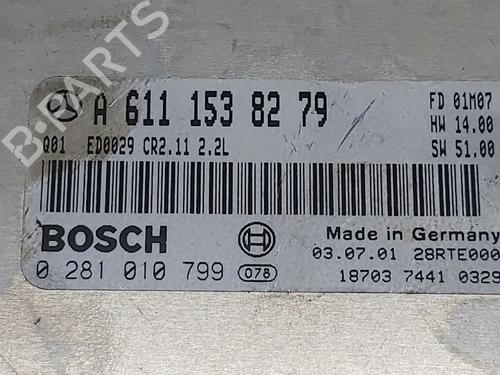 B-PARTS
A 611 153 82 79
FD 01M07
Q01 ED0029 CR2.11 2.2L
HW 14.00
SW 51.00
BOSCH
Made in Germany
0 281 010 799 078
03.07.01 28RTE000
18703 7441 0329